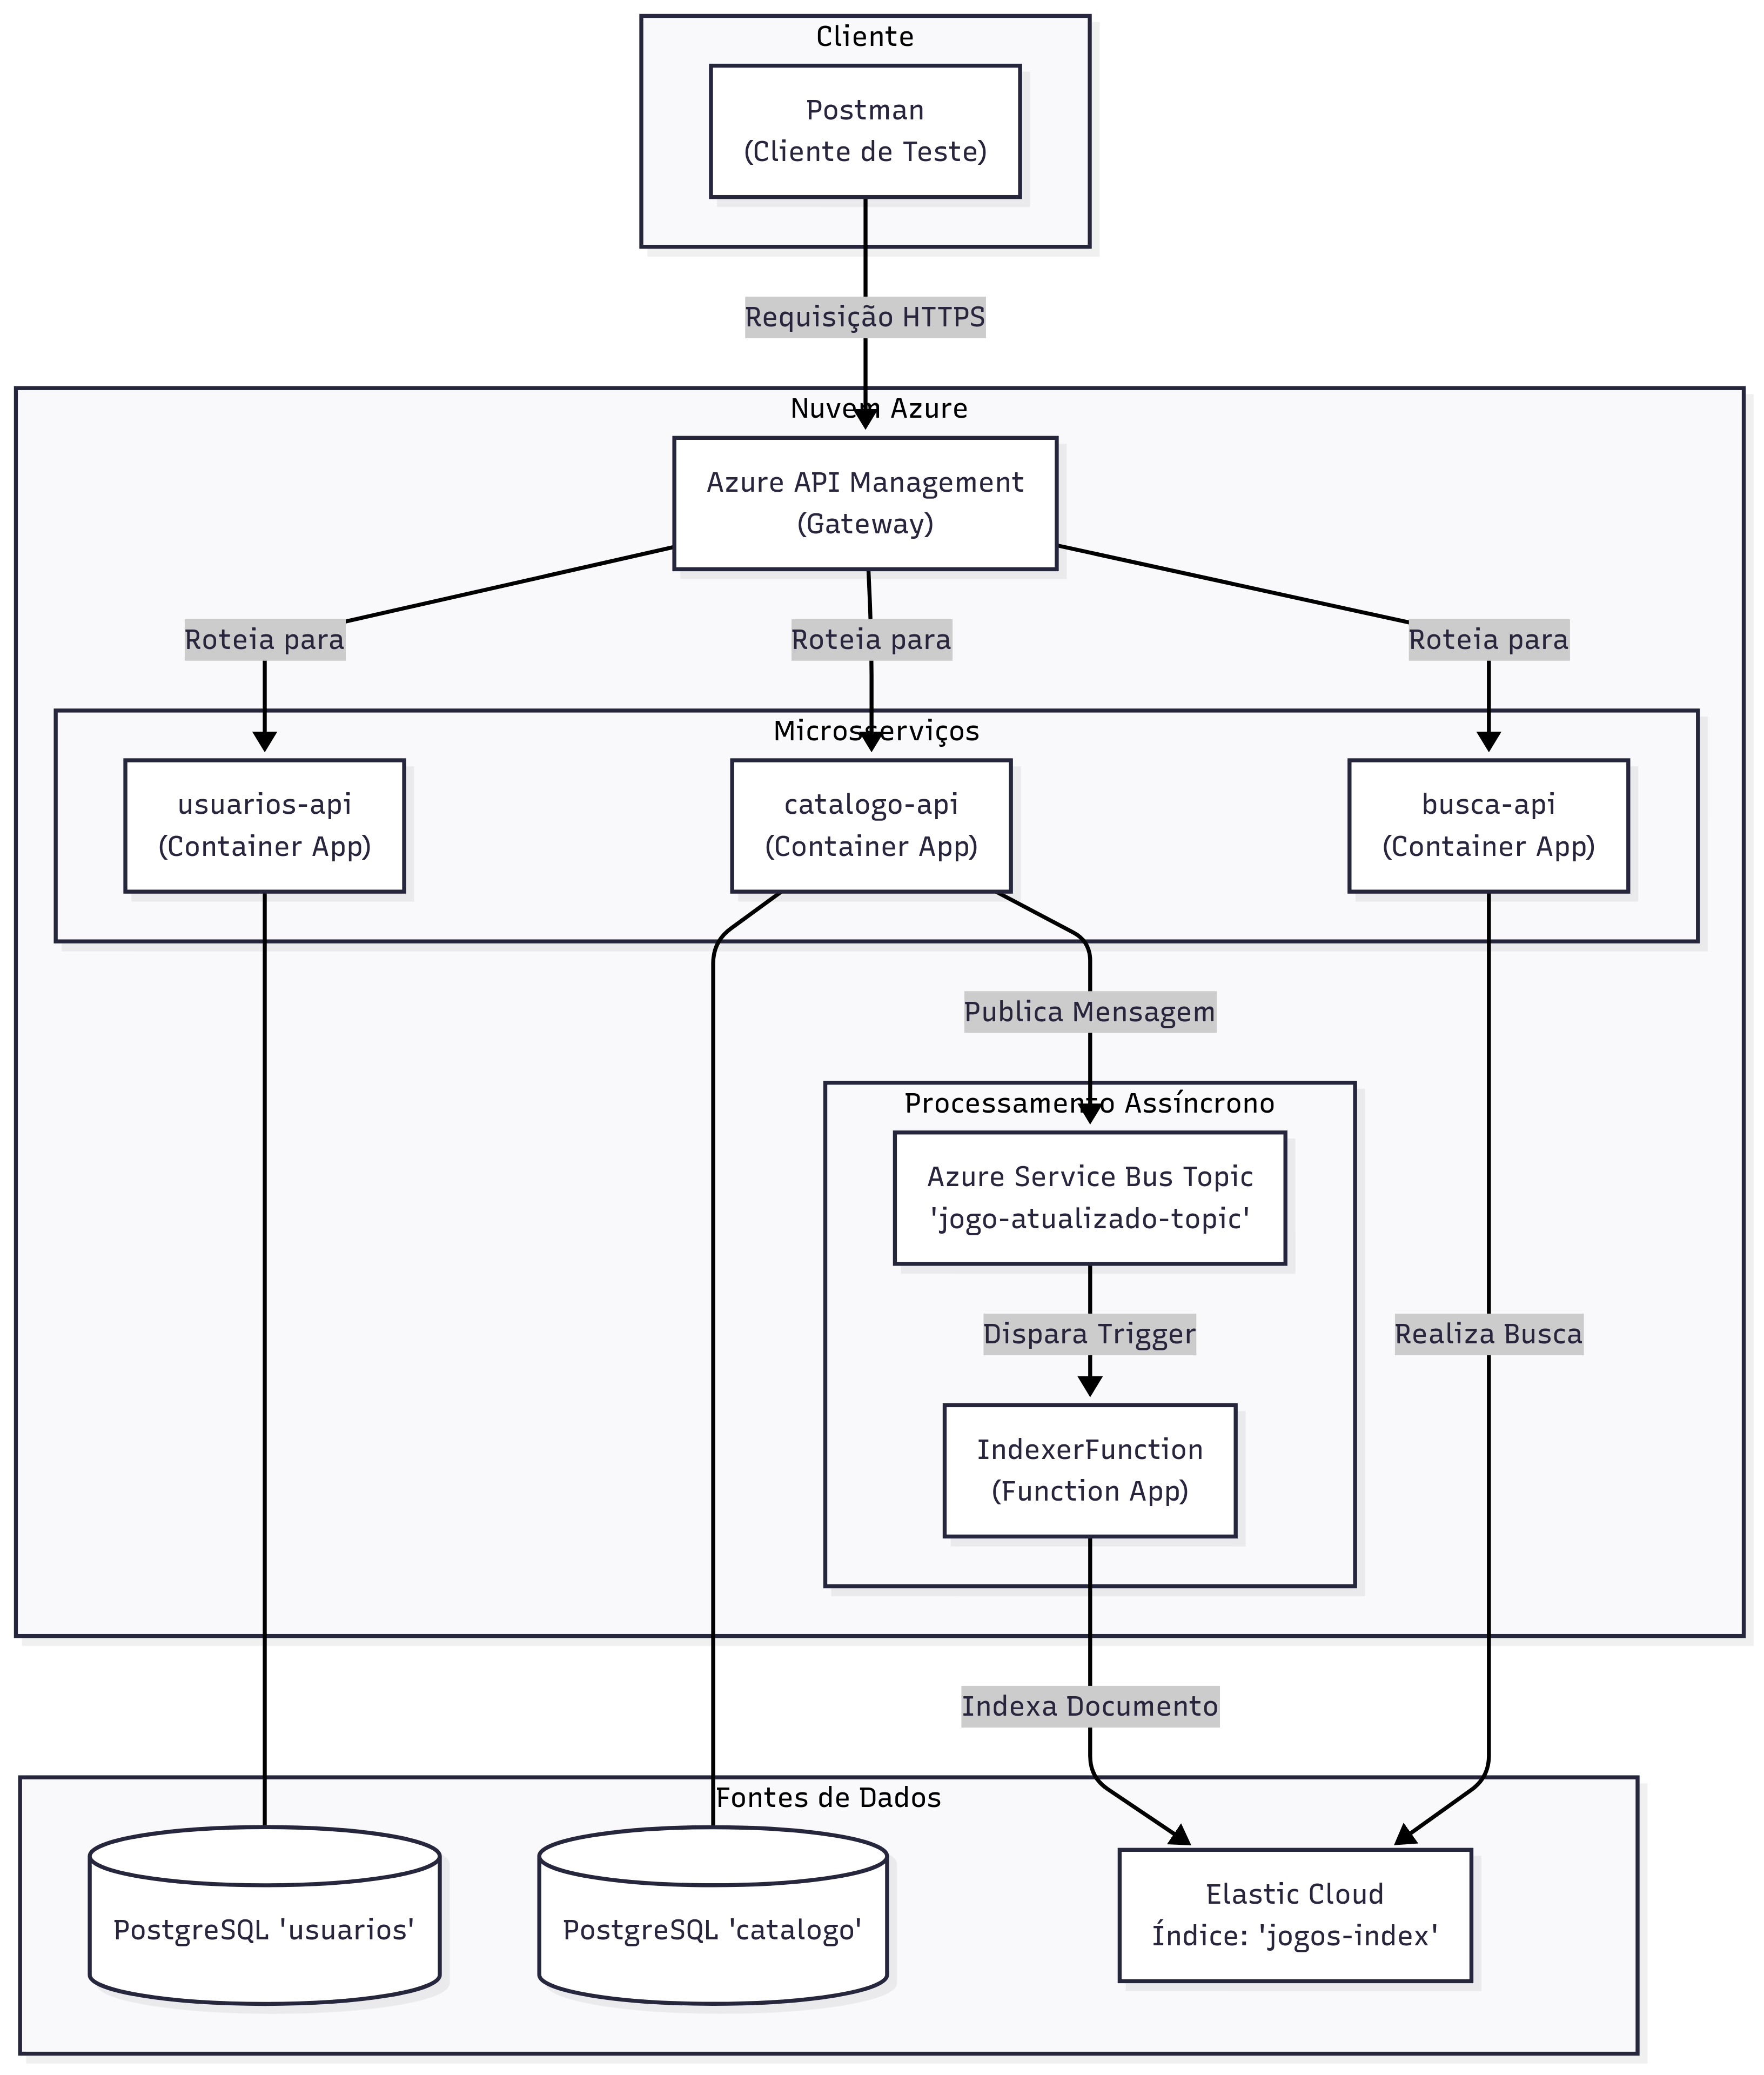 Cliente
Postman
(Cliente de Teste)
Requisição HTTPS
Nuvem Azure
Azure API Management
(Gateway)
Roteia para
Roteia para
Roteia para
Microsserviços
usuarios-api
(Container App)
catalogo-api
(Container App)
busca-api
(Container App)
Publica Mensagem
Processamento Assíncrono
Azure Service Bus Topic
'jogo-atualizado-topic'
Dispara Trigger
Realiza Busca
IndexerFunction
(Function App)
Indexa Documento
Fontes de Dados
PostgreSQL 'usuarios'
PostgreSQL 'catalogo'
Elastic Cloud
Índice: 'jogos-index'